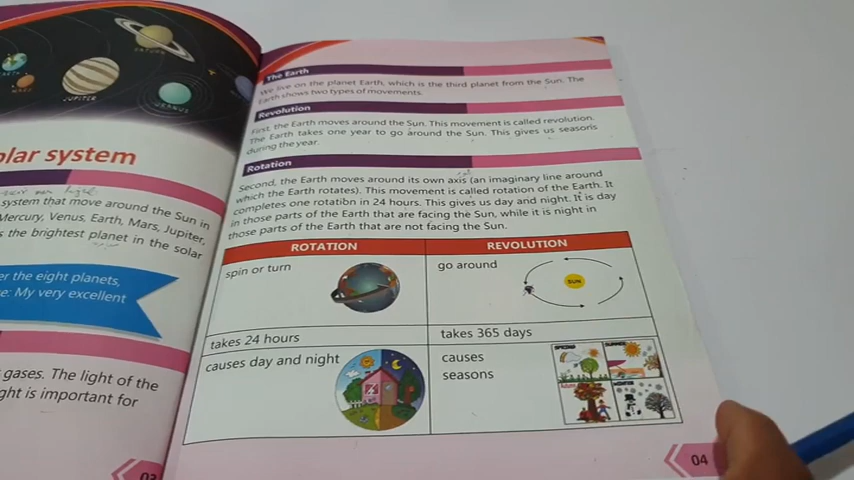 SATURN
JUPITER
URANUS
MARS
olar system
system that move around the Sun in
Mercury, Venus, Earth, Mars, Jupiter,
s the brightest planet in the solar
er the eight planets,
e: My very excellent
gases. The light of the
ht is important for
03
The Earth
We live on the planet Earth, which is the third planet from the Sun. The
Earth shows two types of movements.
Revolution
First, the Earth moves around the Sun. This movement is called revolution.
The Earth takes one year to go around the Sun. This gives us seasons
during the year.
Rotation
Second, the Earth moves around its own axis (an imaginary line around
which the Earth rotates). This movement is called rotation of the Earth. It
completes one rotation in 24 hours. This gives us day and night. It is day
in those parts of the Earth that are facing the Sun, while it is night in
those parts of the Earth that are not facing the Sun.
ROTATION REVOLUTION
spin or turn go around
SUN
takes 24 hours takes 365 days
causes day and night causes
seasons
SPRING SUMMER
Autumn WINTER
04